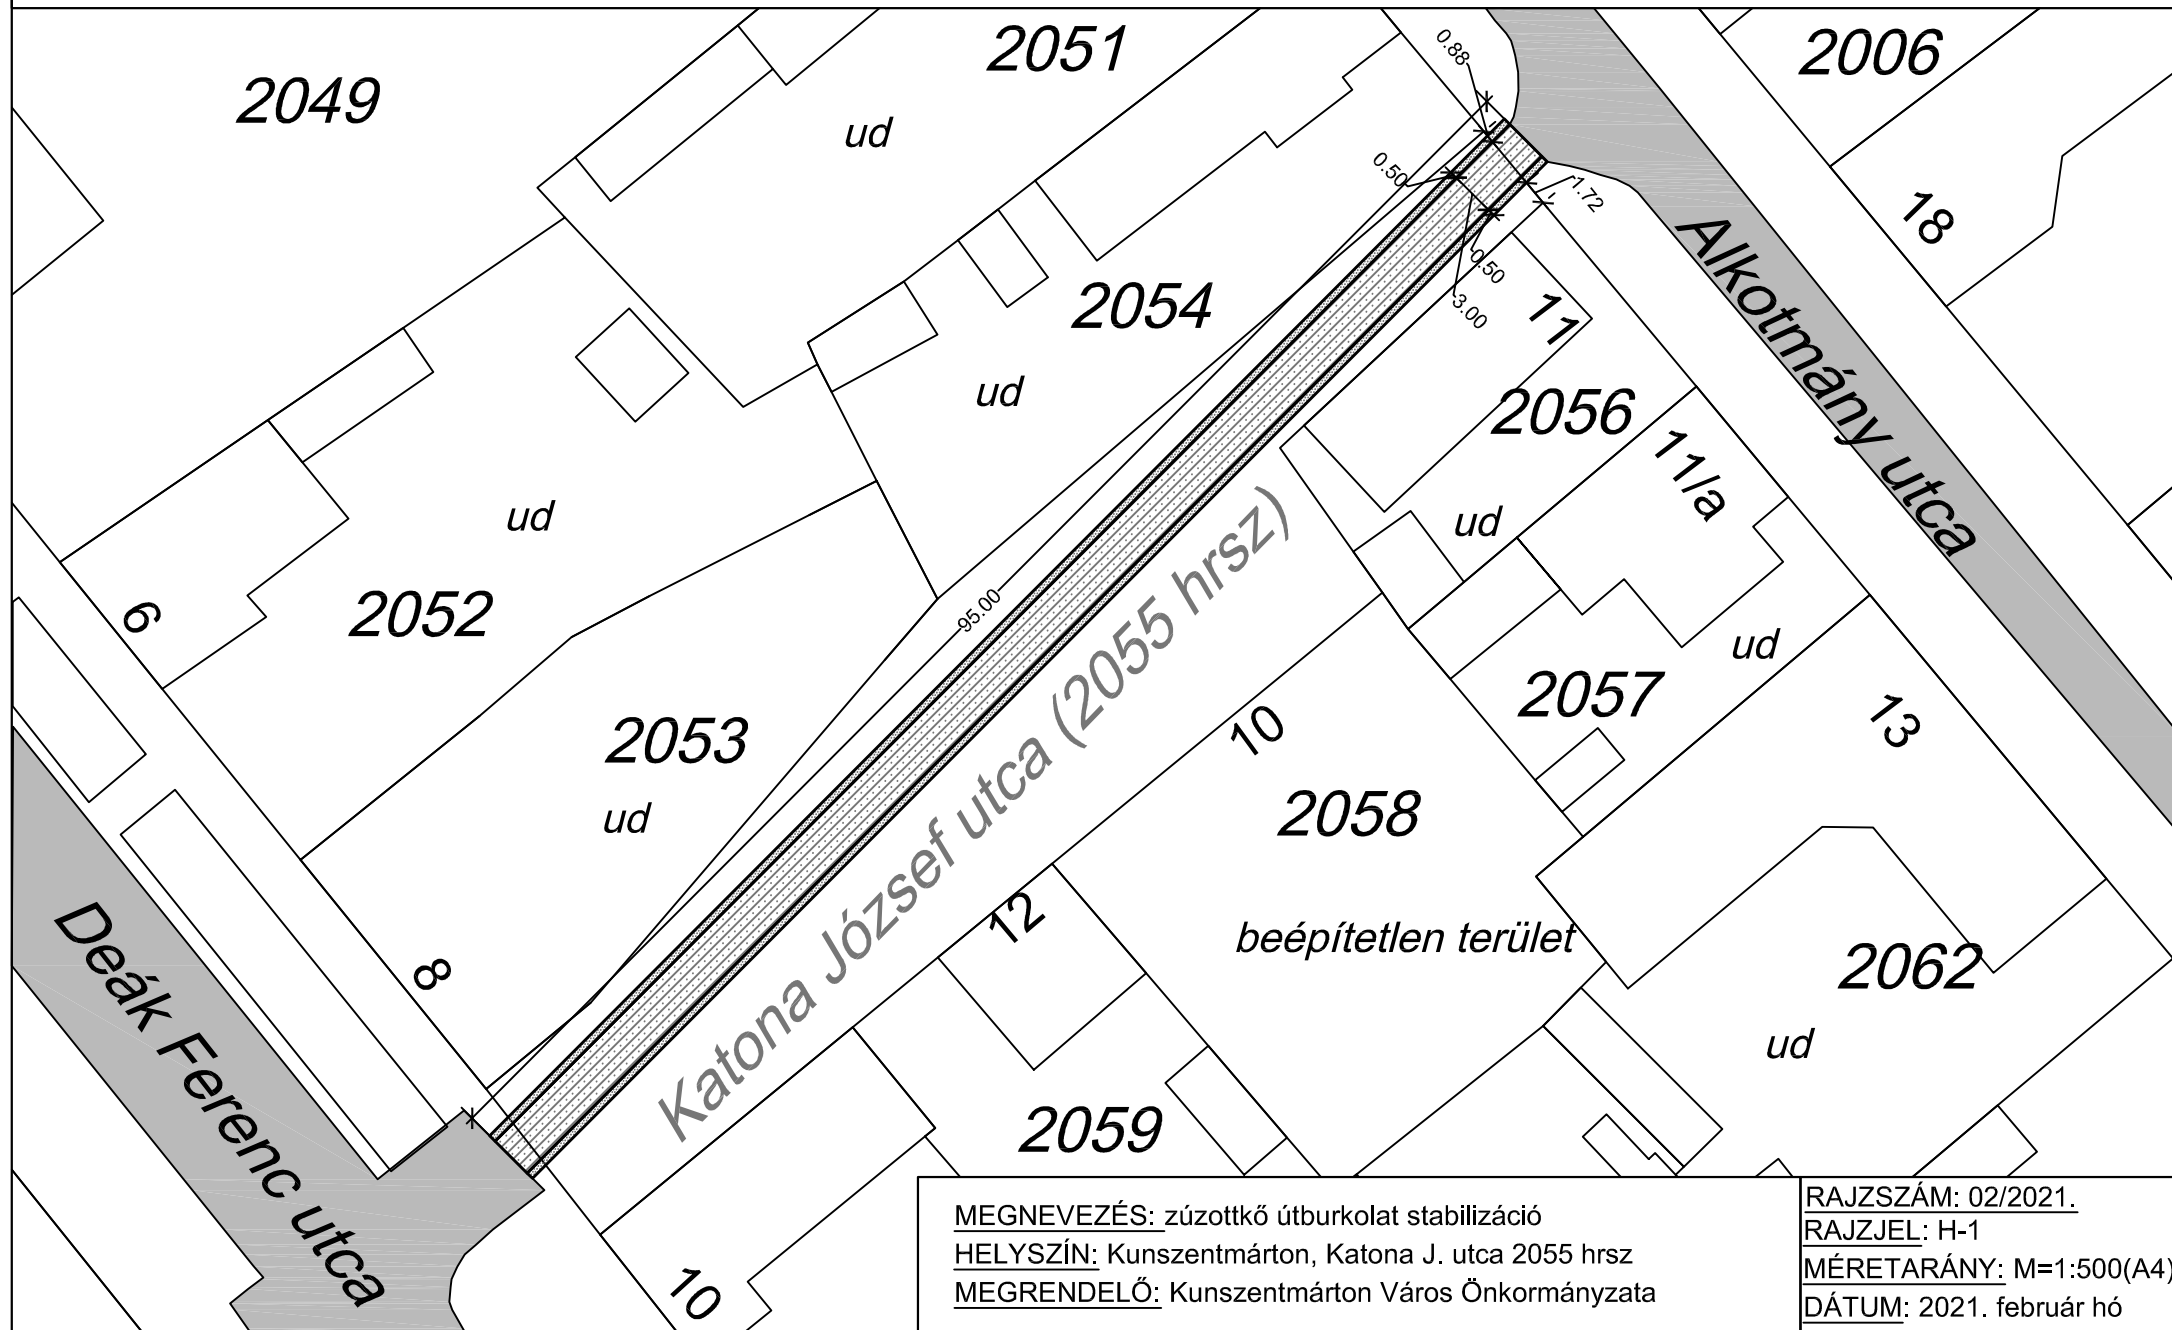 2049
2051
ud
2006
0.88
0.50
1.72
0.50
3.00
18
2054
ud
11
2056
ud
11/a
Alkotmány utca
ud
2052
6
95.00
2053
ud
Katona József utca (2055 hrsz)
2057
ud
13
10
2058
beépítetlen terület
12
2062
ud
8
Deák Ferenc utca
2059
10
MEGNEVEZÉS: zúzottkő útburkolat stabilizáció
HELYSZÍN: Kunszentmárton, Katona J. utca 2055 hrsz
MEGRENDELŐ: Kunszentmárton Város Önkormányzata
RAJZSZÁM: 02/2021.
RAJZJEL: H-1
MÉRETARÁNY: M=1:500(A4)
DÁTUM: 2021. február hó